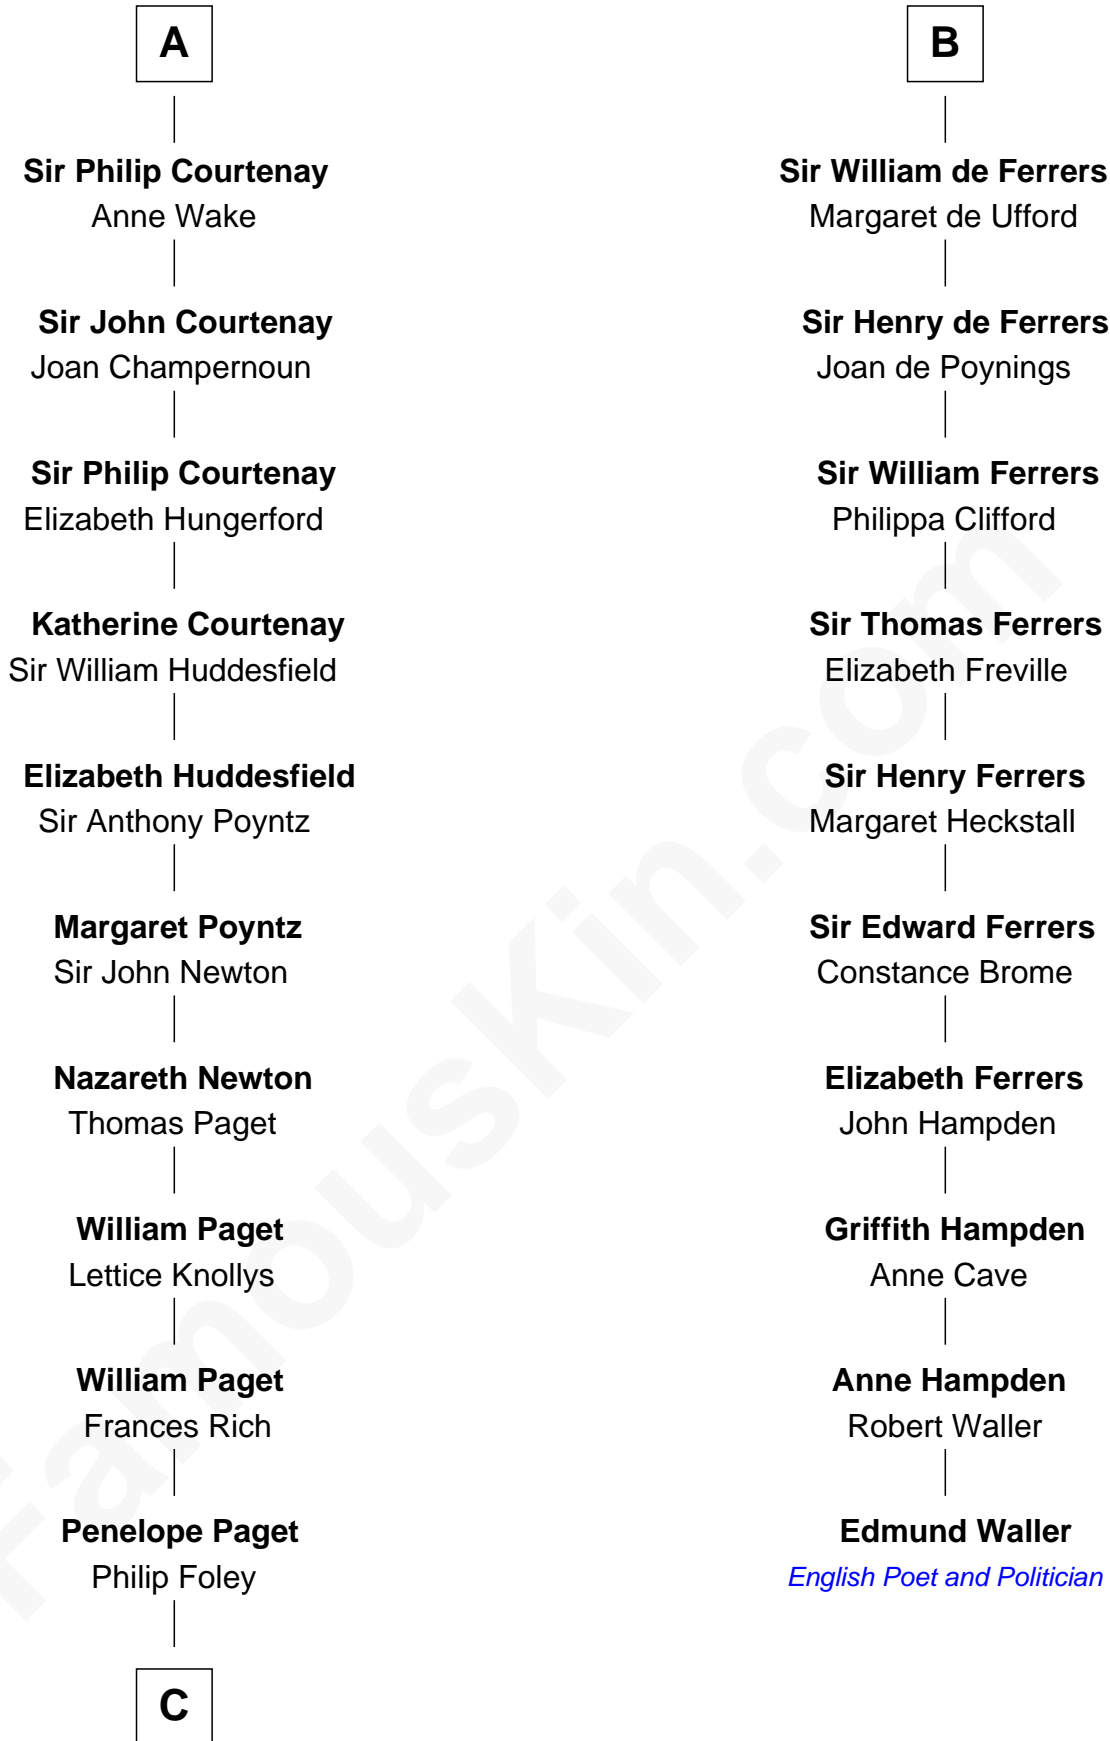 A
Sir Philip Courtenay
Anne Wake
Sir John Courtenay
Joan Champernoun
Sir Philip Courtenay
Elizabeth Hungerford
Katherine Courtenay
Sir William Huddesfield
Elizabeth Huddesfield
Sir Anthony Poyntz
Margaret Poyntz
Sir John Newton
Nazareth Newton
Thomas Paget
William Paget
Lettice Knollys
William Paget
Frances Rich
Penelope Paget
Philip Foley
C
B
Sir William de Ferrers
Margaret de Ufford
Sir Henry de Ferrers
Joan de Poynings
Sir William Ferrers
Philippa Clifford
Sir Thomas Ferrers
Elizabeth Freville
Sir Henry Ferrers
Margaret Heckstall
Sir Edward Ferrers
Constance Brome
Elizabeth Ferrers
John Hampden
Griffith Hampden
Anne Cave
Anne Hampden
Robert Waller
Edmund Waller
English Poet and Politician
FamousKin.com